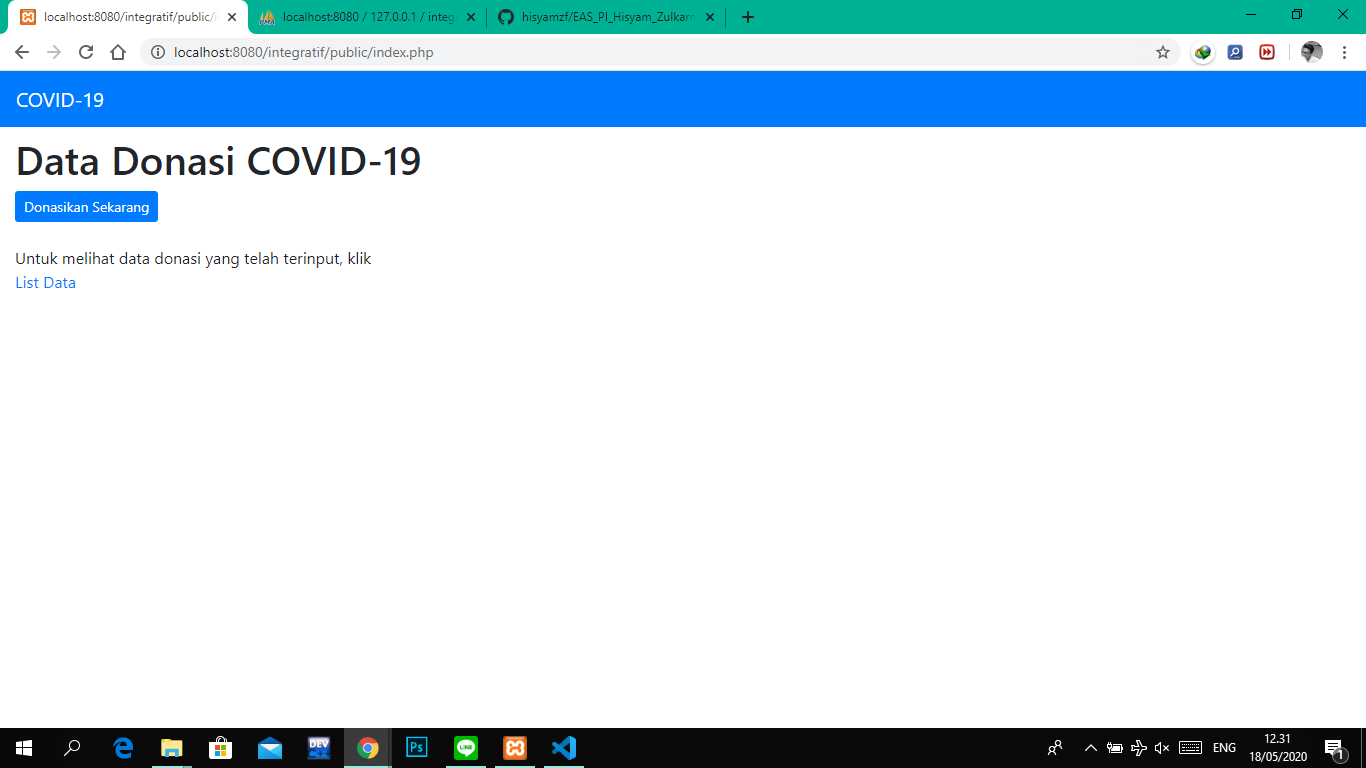 localhost:8080/integratif/public/i
localhost:8080 / 127.0.0.1 / integ
hisyamzf/EAS_PI_Hisyam_Zulkarn
localhost:8080/integratif/public/index.php
COVID-19
Data Donasi COVID-19
Donasikan Sekarang
Untuk melihat data donasi yang telah terinput, klik
List Data
DEV
Ps
LINE
ENG
12.31
18/05/2020
1